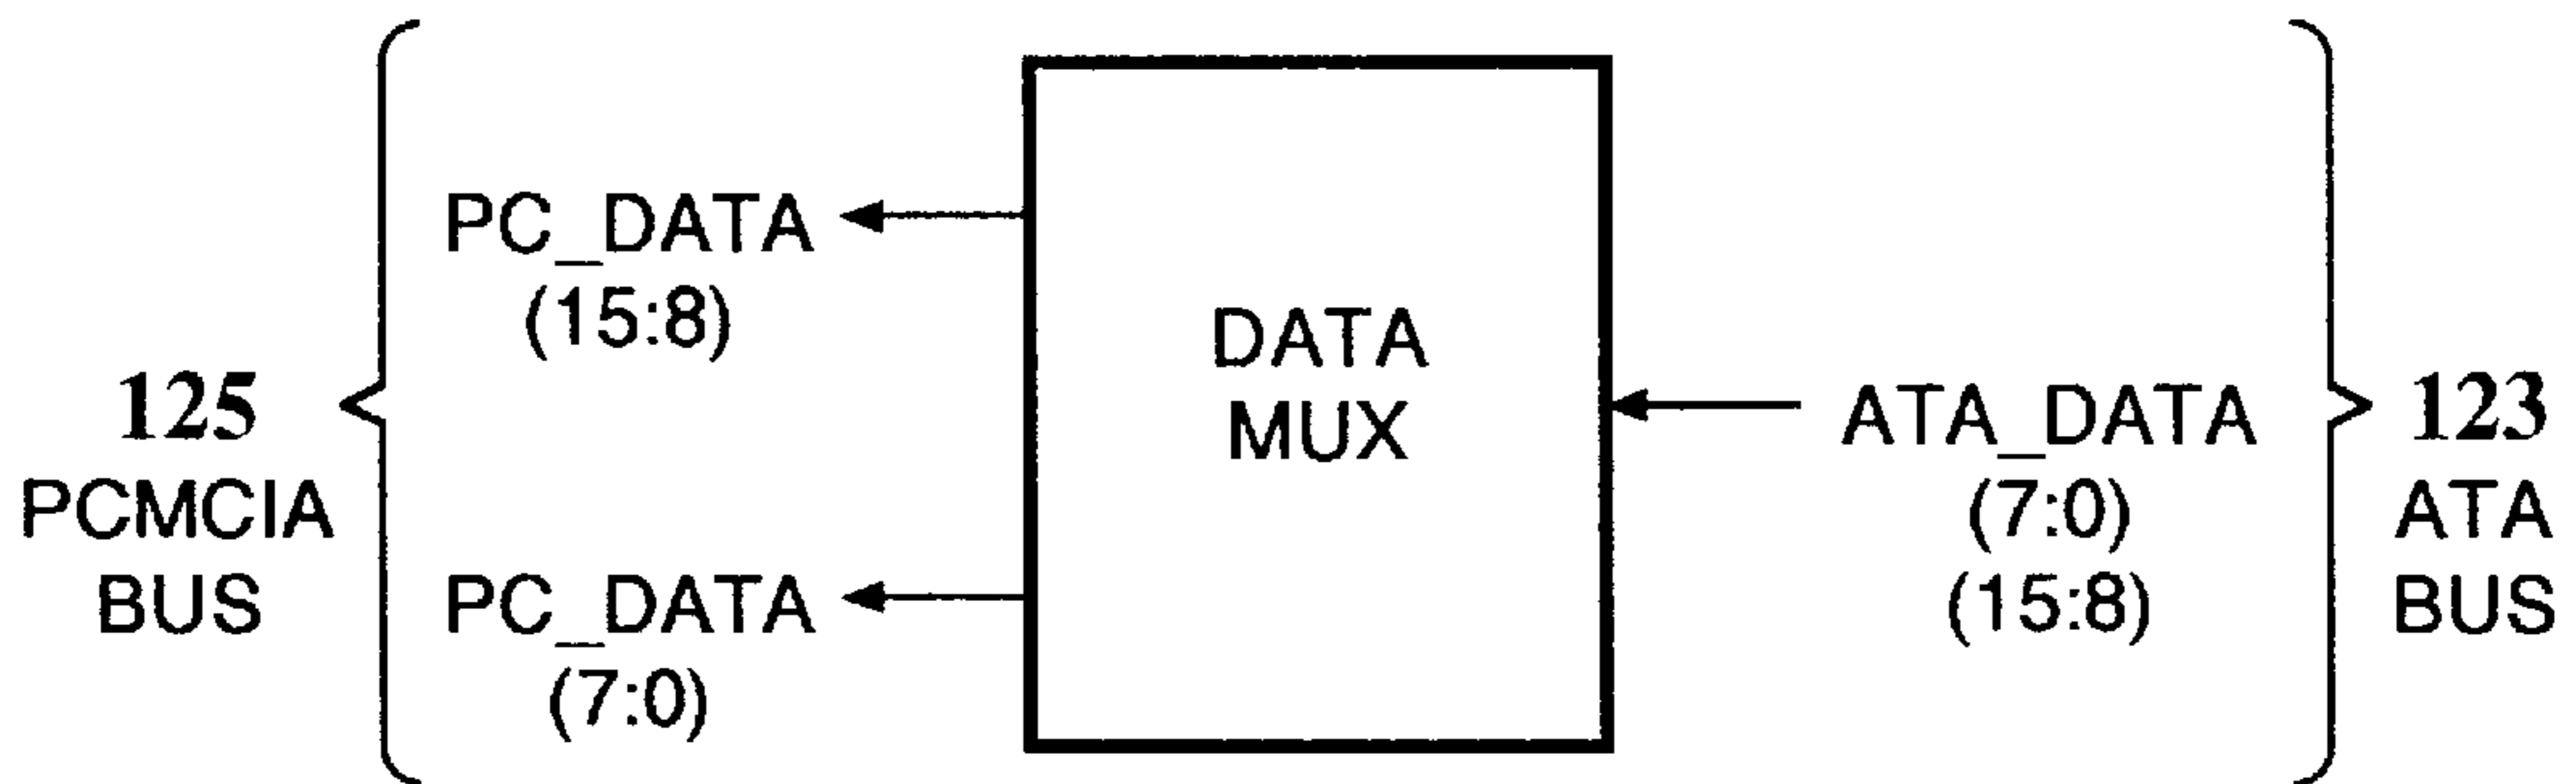 125
PCMCIA
BUS
PC_DATA
(15:8)
PC_DATA
(7:0)
DATA
MUX
ATA_DATA
(7:0)
(15:8)
123
ATA
BUS